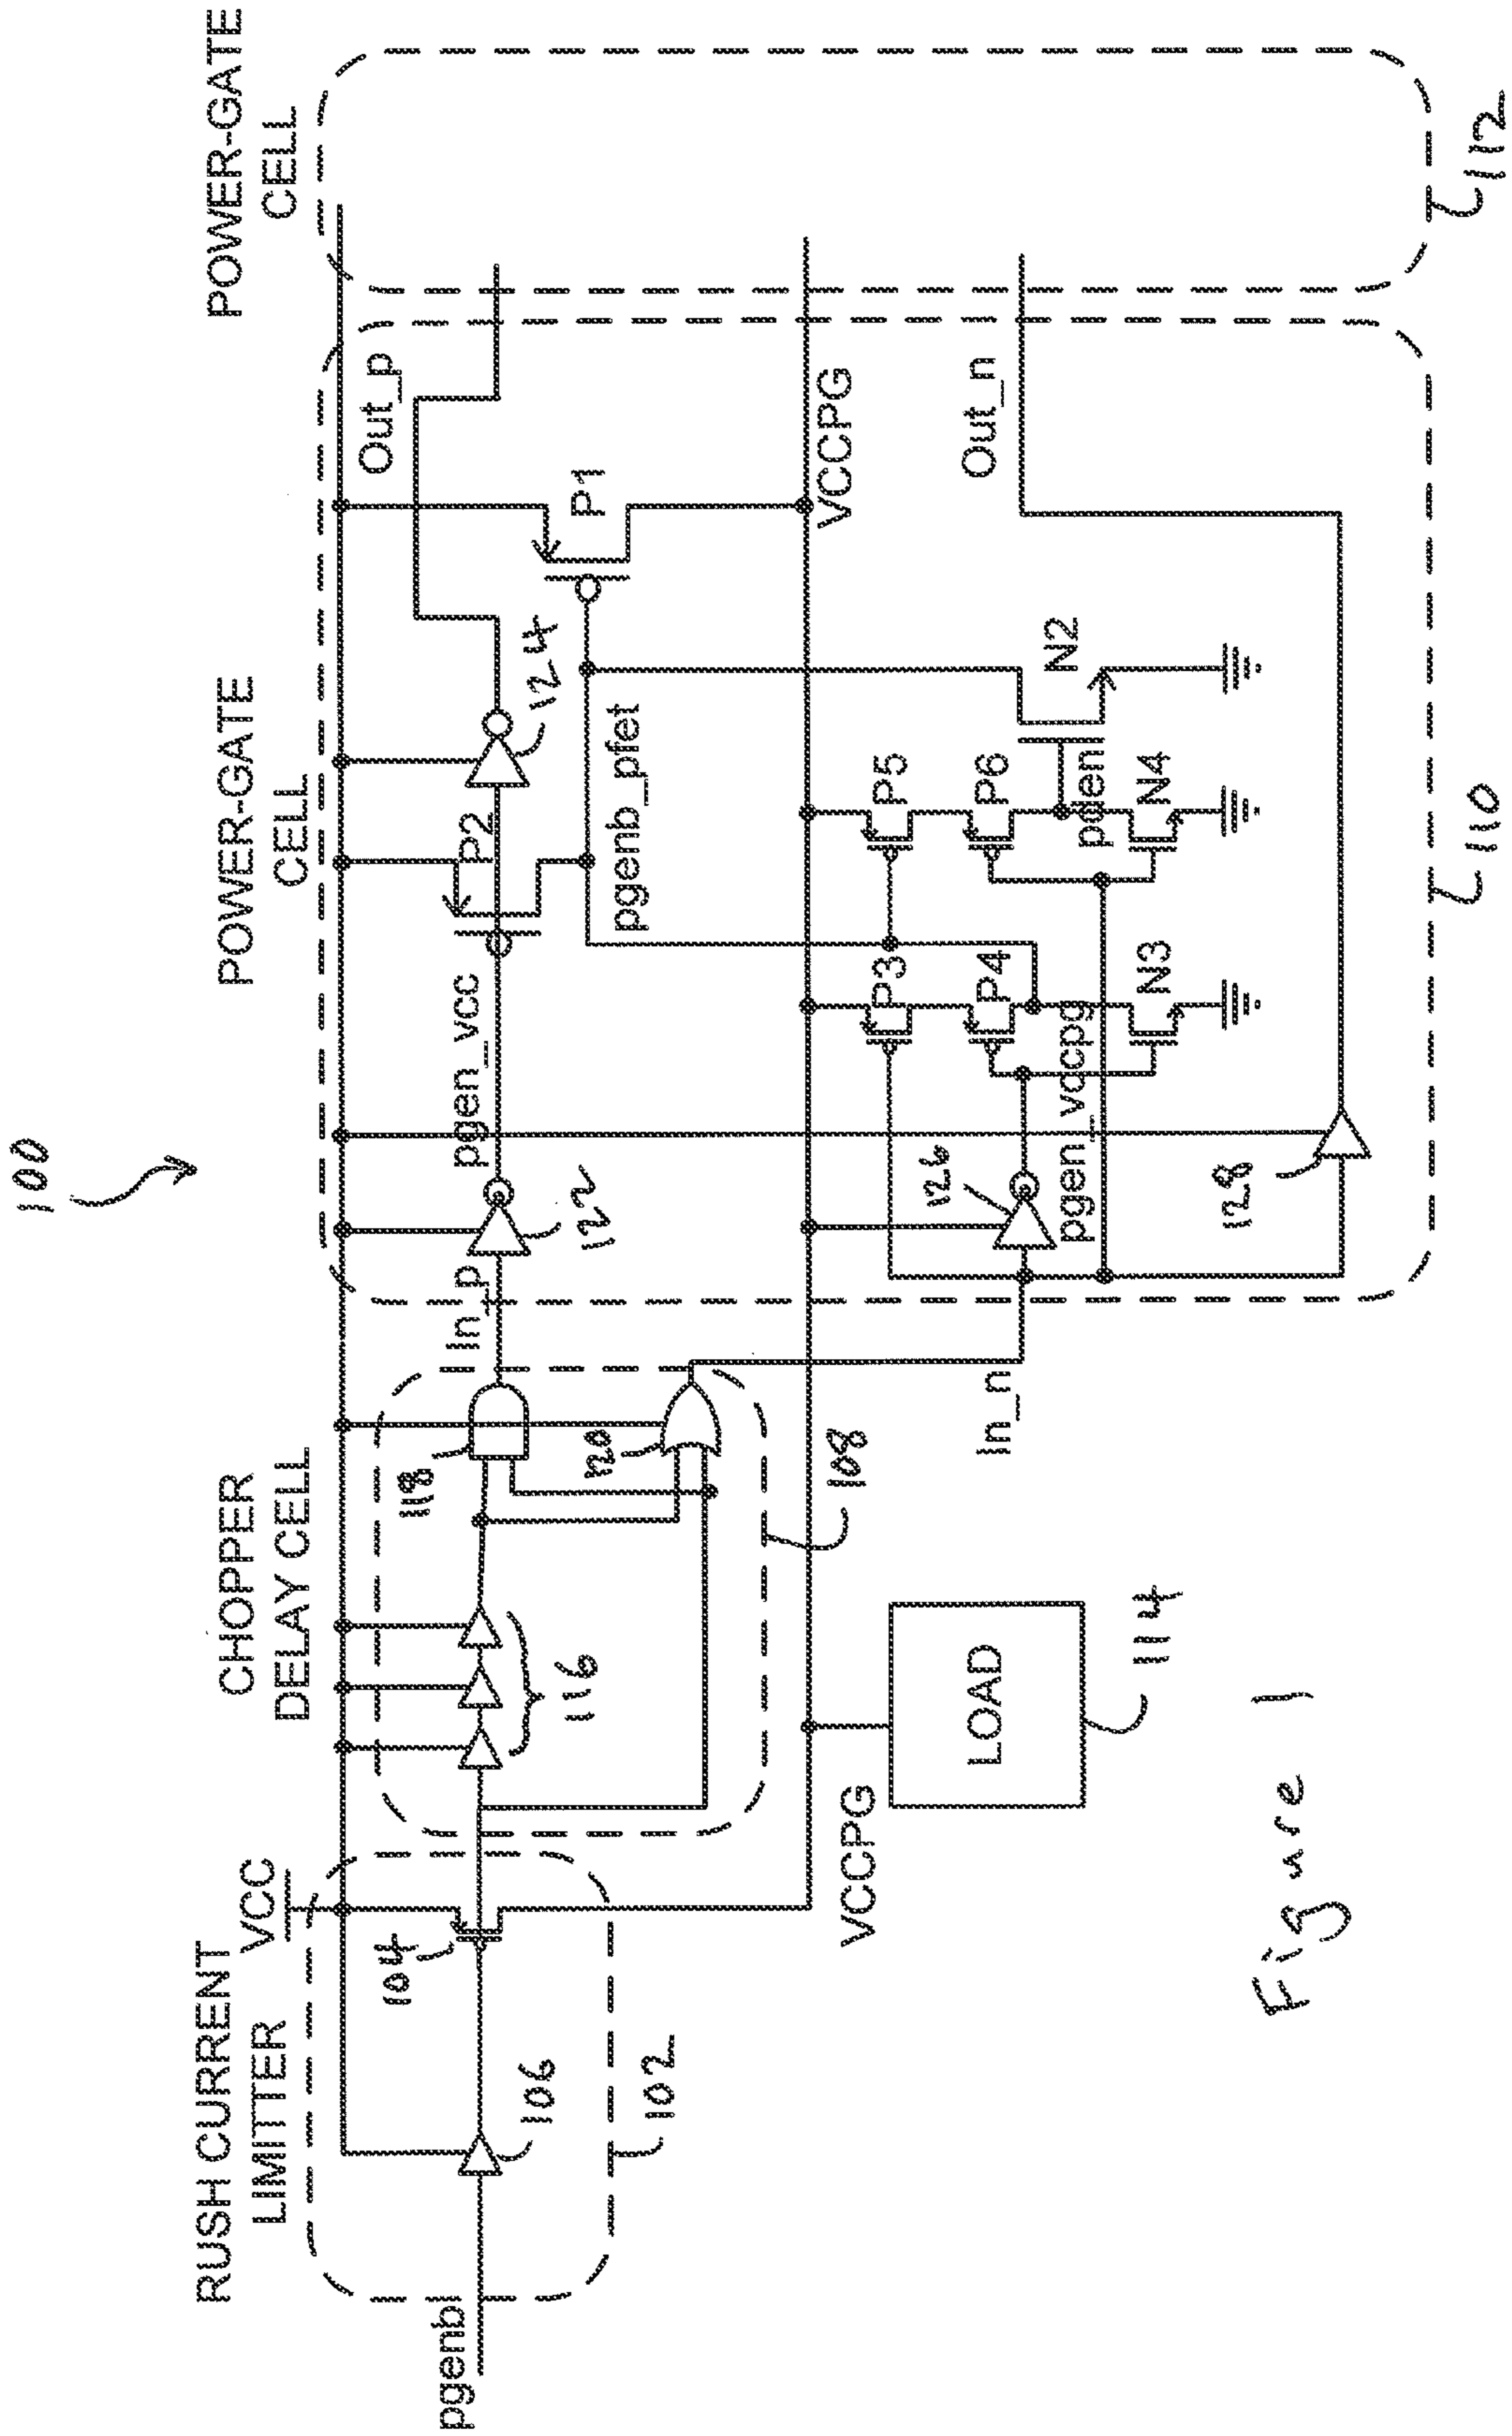 100
RUSH CURRENT
LIMITTER
VCC
CHOPPER
DELAY CELL
POWER-GATE
CELL
POWER-GATE
CELL
pgenb
106
104
102
116
118
120
108
In_p
In_n
122
pgen_vcc
P2
124
Out_p
P1
pgenb_pfet
VCCPG
VCCPG
LOAD
114
126
pgen_vccpg
P3
P4
N3
P5
P6
pden
N4
N2
Out_n
128
110
112
Figure 1